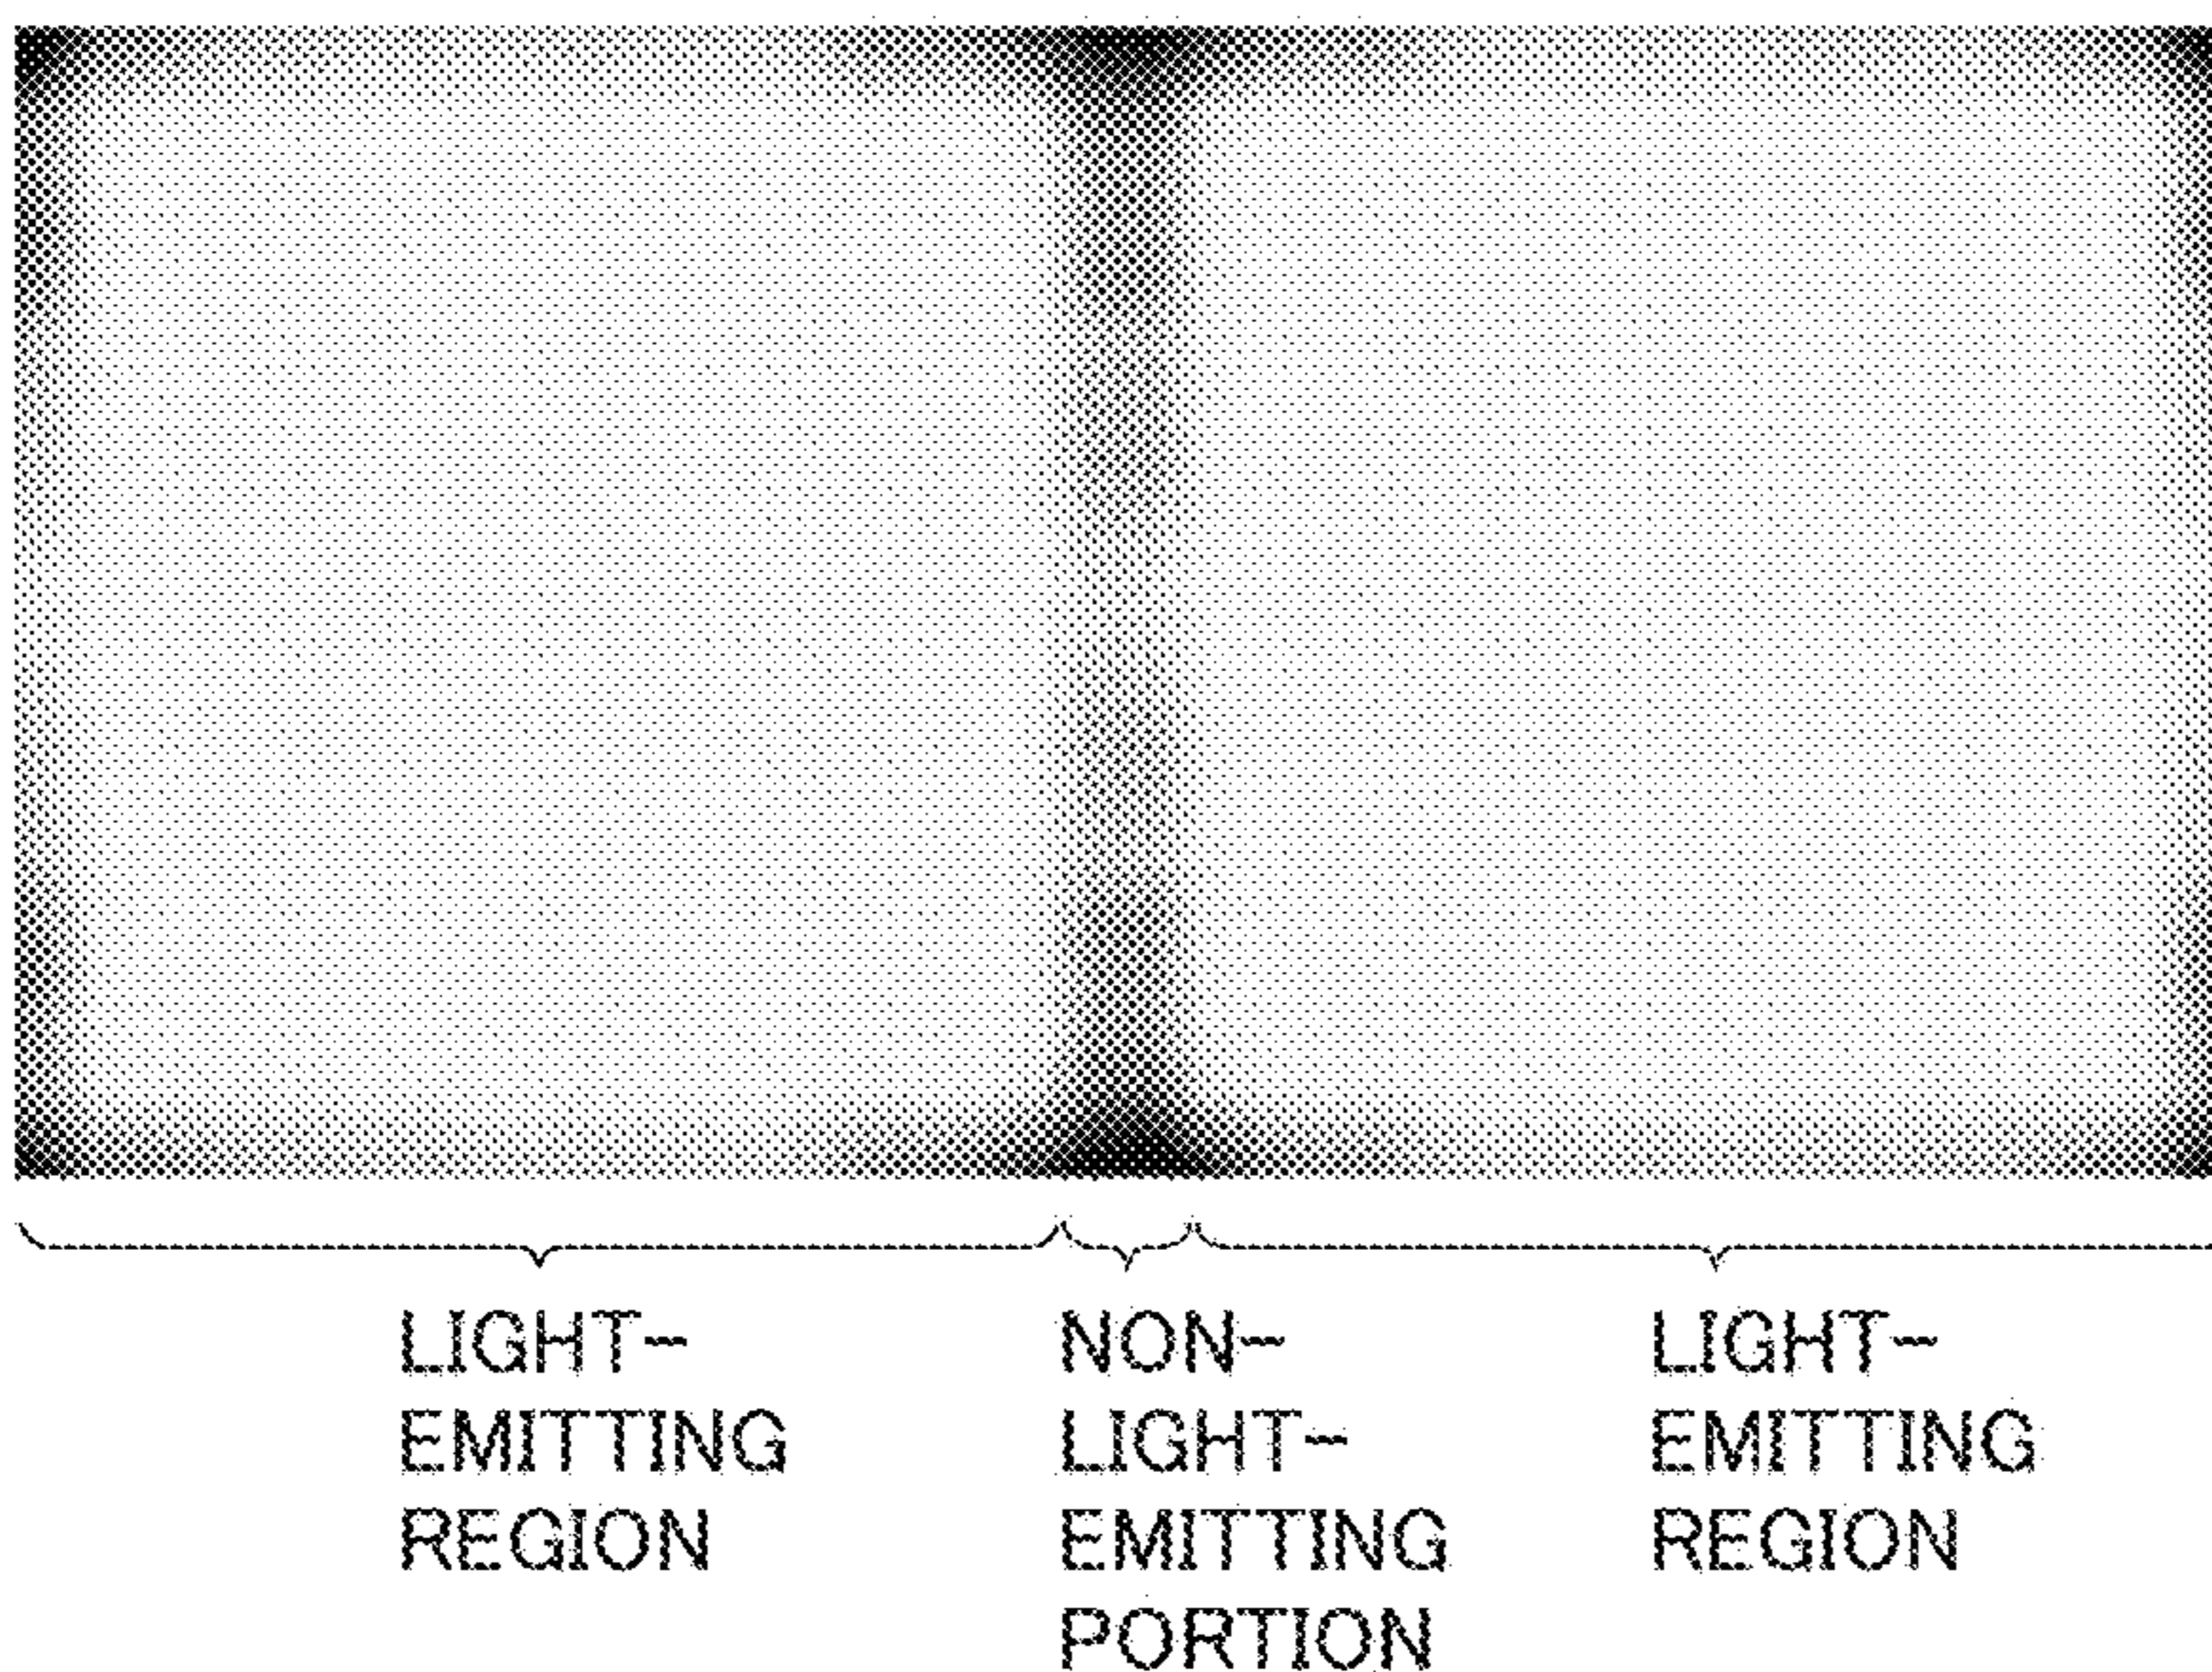 LIGHT-
EMITTING
REGION
NON-
LIGHT-
EMITTING
PORTION
LIGHT-
EMITTING
REGION